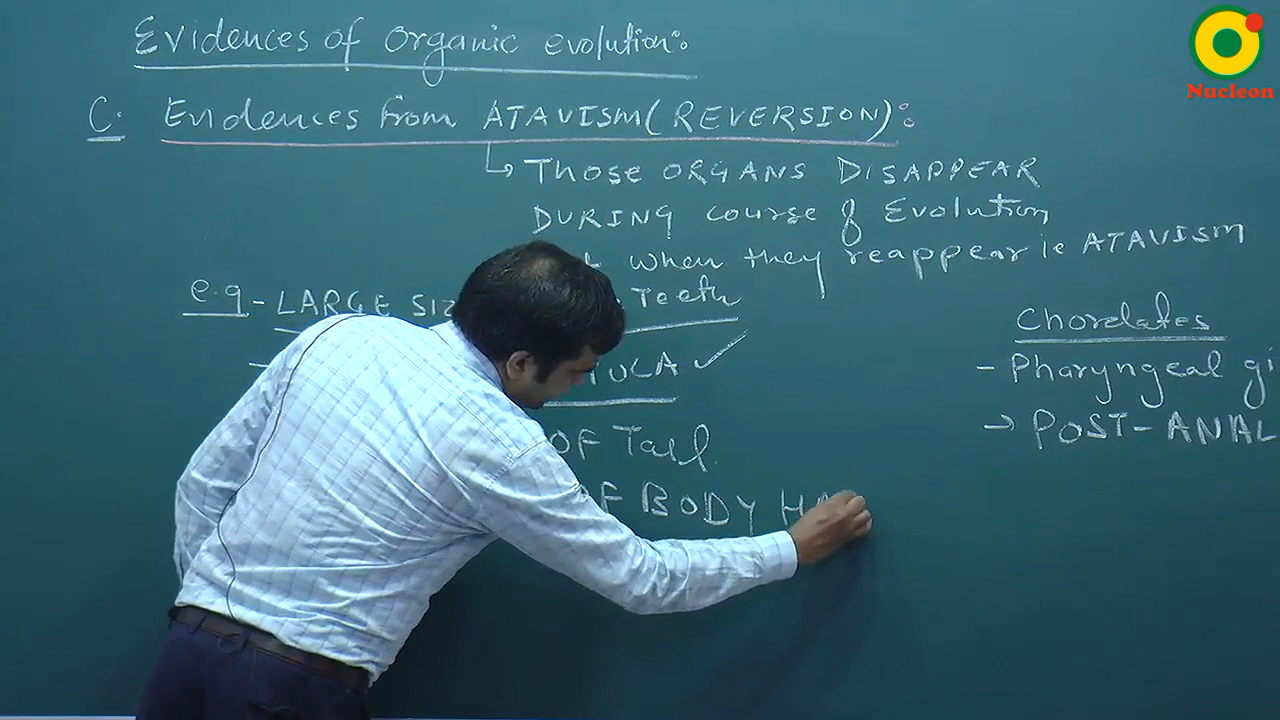 Evidences of organic evolution:
Nucleon
C. Evidences from ATAVISM (REVERSION):
↳ Those ORGANS DISAPPEAR
DURING course of Evolution
when they reappear ie ATAVISM
e.g - LARGE Teeth
OF Tail.
OF BODY
Chordates
- Pharyngeal
→ POST-ANAL